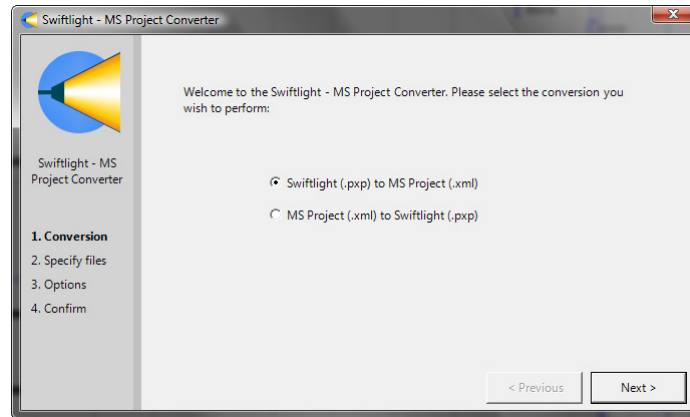 Swiftlight - MS Project Converter
Welcome to the Swiftlight - MS Project Converter. Please select the conversion you
wish to perform:
Swiftlight - MS
Project Converter
Swiftlight (.pxp) to MS Project (.xml)
MS Project (.xml) to Swiftlight (.pxp)
1. Conversion
2. Specify files
3. Options
4. Confirm
< Previous
Next >